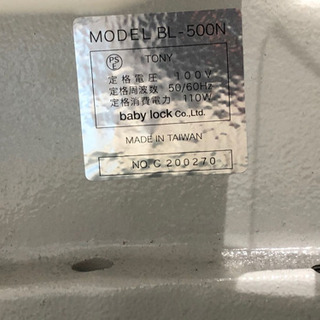 MODEL BL-500N
PS
E
TONY
定格電圧 100V
定格周波数 50/60Hz
定格消費電力 110W
baby lock Co., Ltd.
MADE IN TAIWAN
NO. C 200270